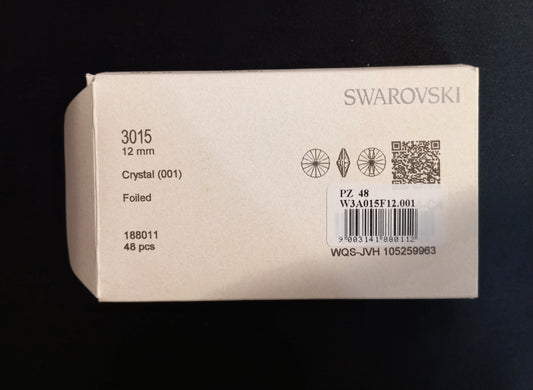 SWAROVSKI
3015
12 mm
Crystal (001)
Foiled
188011
48 pcs
PZ 48
W3A015F12.001
9 003141 880112
WQS-JVH 105259963